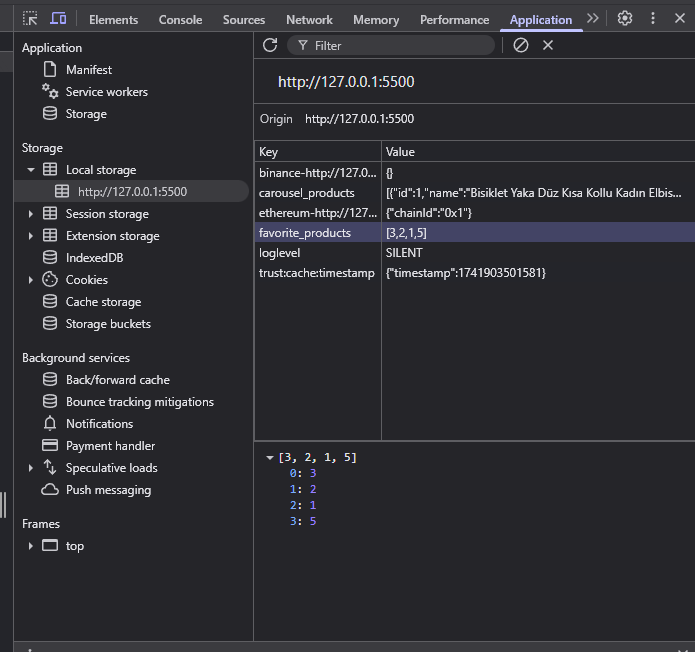 Elements Console Sources Network Memory Performance Application
Application
Manifest
Service workers
Storage
Storage
Local storage
http://127.0.0.1:5500
Session storage
Extension storage
IndexedDB
Cookies
Cache storage
Storage buckets
Background services
Back/forward cache
Bounce tracking mitigations
Notifications
Payment handler
Speculative loads
Push messaging
Frames
top
Filter
http://127.0.0.1:5500
Origin http://127.0.0.1:5500
Key Value
binance-http://127.0... {}
carousel_products [{"id":1,"name":"Bisiklet Yaka Düz Kısa Kollu Kadın Elbis...
ethereum-http://127... {"chainId":"0x1"}
favorite_products [3,2,1,5]
loglevel SILENT
trust:cache:timestamp {"timestamp":1741903501581}
[3, 2, 1, 5]
0: 3
1: 2
2: 1
3: 5